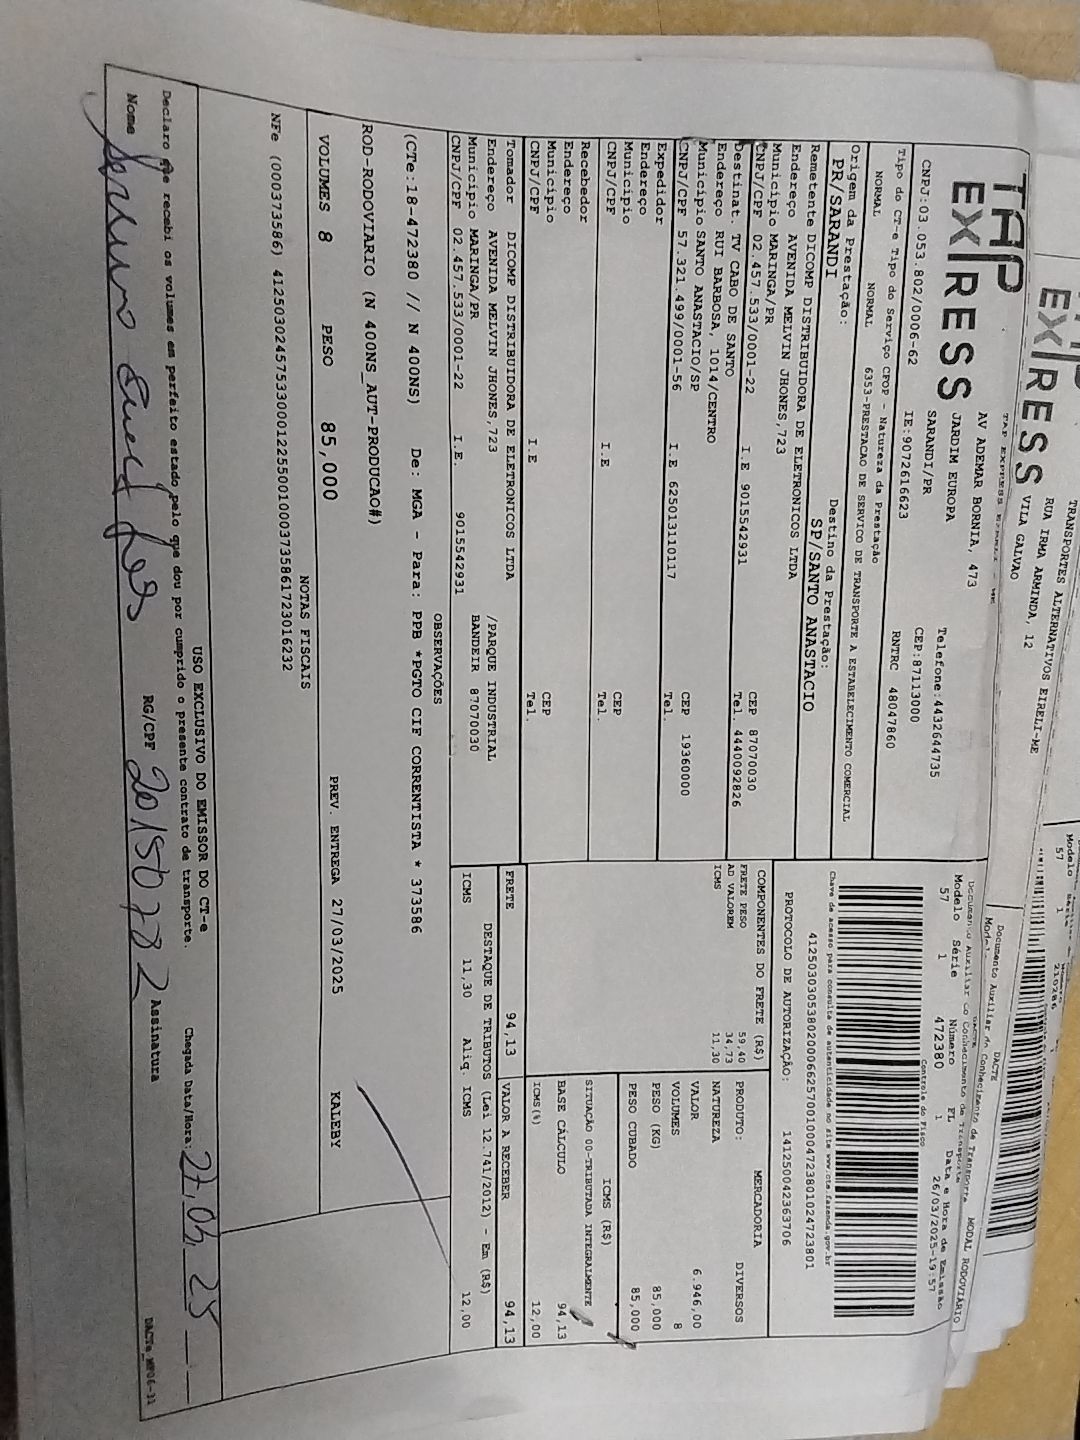 TRANSPORTES ALTERNATIVOS EIRELI-ME
RUA IRMA ARMINDA, 12
VILA GALVAO
EX/RESS
Modelo
57 1 210286
Documento Auxiliar do Conhecimento de Transporte
DACTE
TAP EXPRESS
CNPJ:03.053.802/0006-62
AV ADEMAR BORNIA, 473
JARDIM EUROPA
SARANDI/PR
IE:9072616623
Telefone:4432644735
CEP:87113000
RNTRC 48047860
DACTE MODAL RODOVIÁRIO
Documento Auxiliar do Conhecimento de Transporte
Modelo Série Número FL Data e Hora de Emissão
57 1 472380 1 26/03/2025-19:57
Controle do Fisco
Tipo do CT-e Tipo do Serviço CFOP - Natureza da Prestação
NORMAL NORMAL 6353-PRESTACAO DE SERVICO DE TRANSPORTE A ESTABELECIMENTO COMERCIAL
Chave de acesso para consulta de autenticidade no site www.cte.fazenda.gov.br
41250303053802000662570010004723801024723801
PROTOCOLO DE AUTORIZAÇÃO: 141250042363706
Origem da Prestação: Destino da Prestação:
PR/SARANDI SP/SANTO ANASTACIO
Remetente DICOMP DISTRIBUIDORA DE ELETRONICOS LTDA
Endereço AVENIDA MELVIN JHONES,723
Municipio MARINGA/PR CEP 87070030
CNPJ/CPF 02.457.533/0001-22 I.E 9015542931 Tel. 4440092826
Destinat. TV CABO DE SANTO
Endereço RUI BARBOSA, 1014/CENTRO
Municipio SANTO ANASTACIO/SP CEP 19360000
CNPJ/CPF 57.321.499/0001-56 I.E 625013110117 Tel
Expedidor
Endereço
Municipio CEP
CNPJ/CPF I.E Tel.
Recebedor
Endereço
Municipio CEP
CNPJ/CPF I.E Tel.
Tomador DICOMP DISTRIBUIDORA DE ELETRONICOS LTDA
Endereço AVENIDA MELVIN JHONES,723 /PARQUE INDUSTRIAL
Municipio MARINGA/PR BANDEIR 87070030
CNPJ/CPF 02.457.533/0001-22 I.E. 9015542931
COMPONENTES DO FRETE (R$)
FRETE PESO 59,40
AD VALOREM 34,73
ICMS 11,30
MERCADORIA
PRODUTO: DIVERSOS
NATUREZA
VALOR 6.946,00
VOLUMES 8
PESO (KG) 85,000
PESO CUBADO 85,000
ICMS (R$)
SITUAÇÃO 00-TRIBUTADA INTEGRALMENTE
BASE CÁLCULO 94,13
ICMS(%) 12,00
FRETE 94,13 VALOR A RECEBER 94,13
DESTAQUE DE TRIBUTOS (Lei 12.741/2012) - Em (R$)
ICMS 11,30 Aliq. ICMS 12,00
OBSERVAÇÕES
(CTe:18-472380 // N 400NS) De: MGA - Para: PPB *PGTO CIF CORRENTISTA * 373586
ROD-RODOVIARIO (N 400NS_AUT-PRODUCAO#)
VOLUMES 8 PESO 85,000 PREV. ENTREGA 27/03/2025 KALEBY
NOTAS FISCAIS
NFe (000373586) 41250302457533000122550010003735861723016232
USO EXCLUSIVO DO EMISSOR DO CT-e
Declaro que recebi os volumes em perfeito estado pelo que dou por cumprido o presente contrato de transporte. Chegada Data/Hora: 27,03,25
Nome RG/CPF 201507782 Assinatura
DACTe_MP06-11